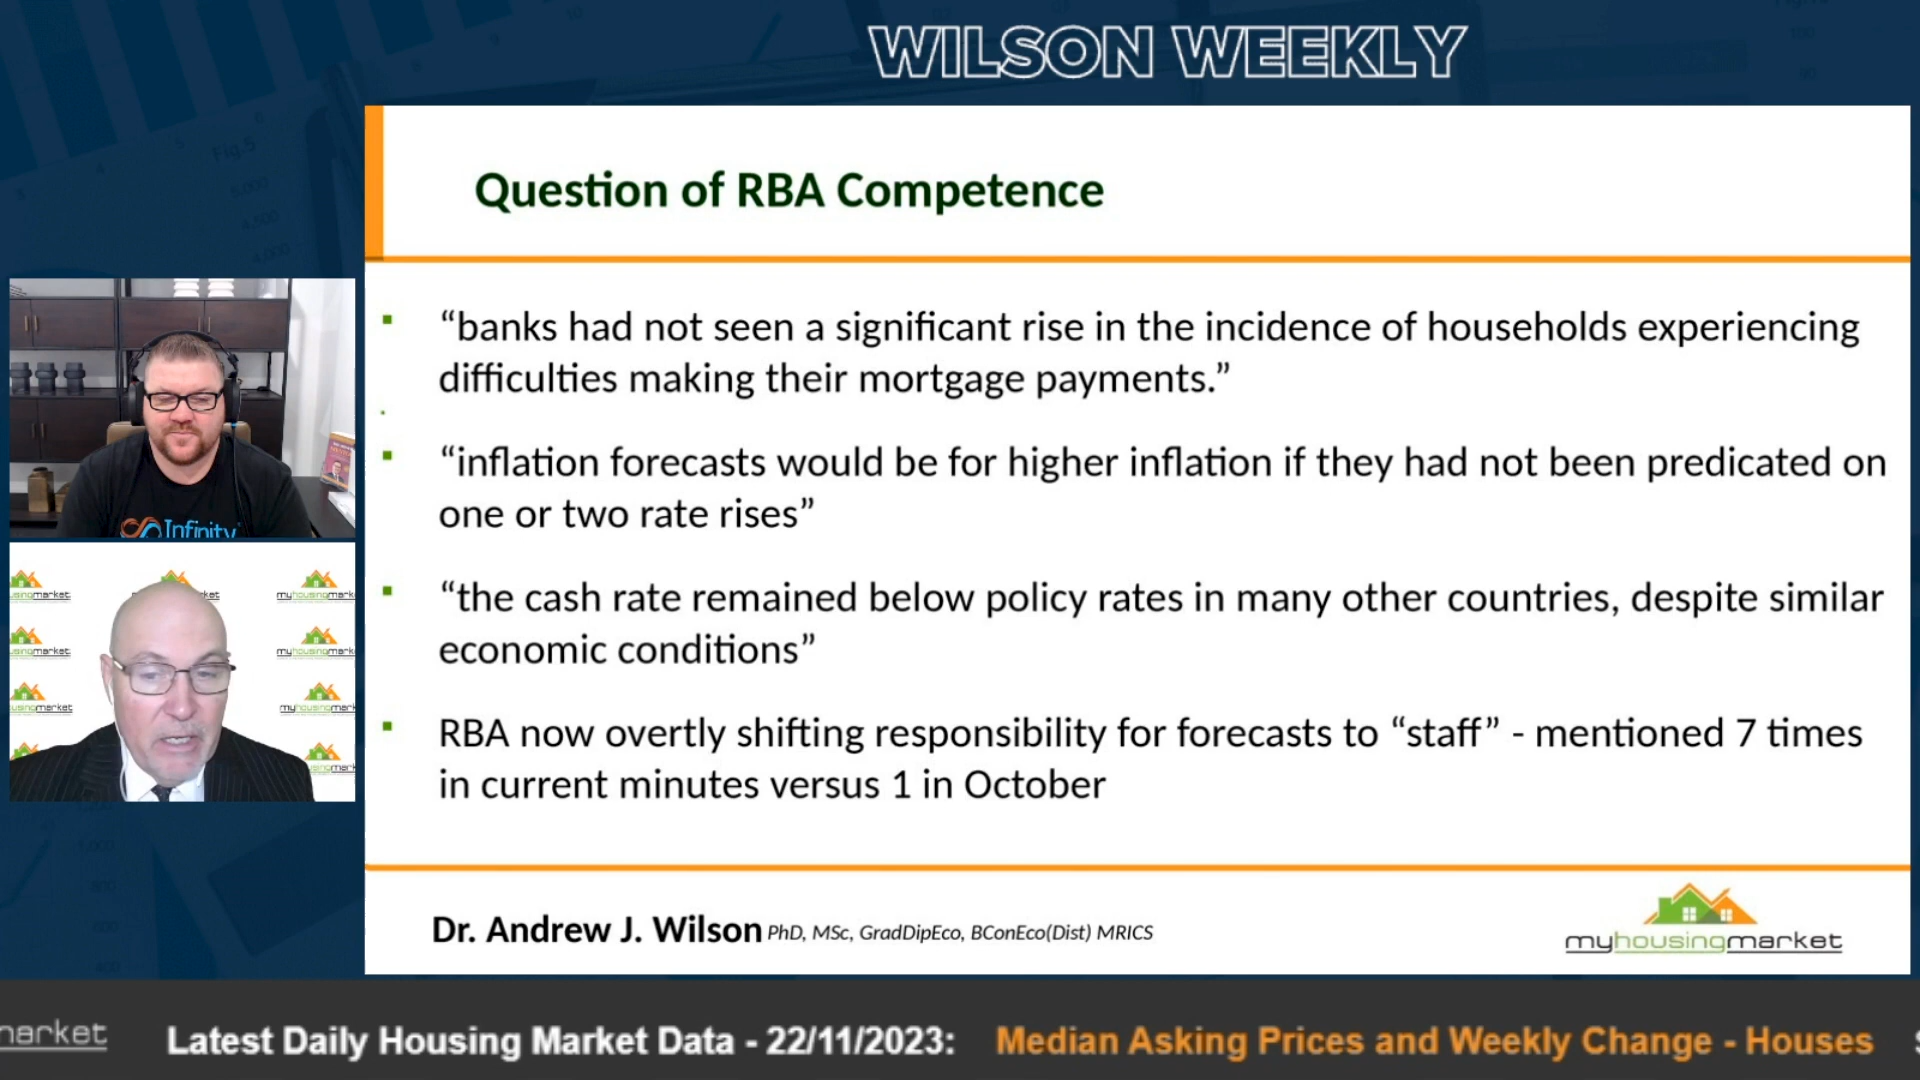 WILSON WEEKLY
Question of RBA Competence
“banks had not seen a significant rise in the incidence of households experiencing
difficulties making their mortgage payments.”
“inflation forecasts would be for higher inflation if they had not been predicated on
one or two rate rises”
“the cash rate remained below policy rates in many other countries, despite similar
economic conditions”
RBA now overtly shifting responsibility for forecasts to “staff” - mentioned 7 times
in current minutes versus 1 in October
Infinity
Dr. Andrew J. Wilson PhD, MSc, GradDipEco, BConEco(Dist) MRICS
myhousingmarket
market Latest Daily Housing Market Data - 22/11/2023: Median Asking Prices and Weekly Change - Houses